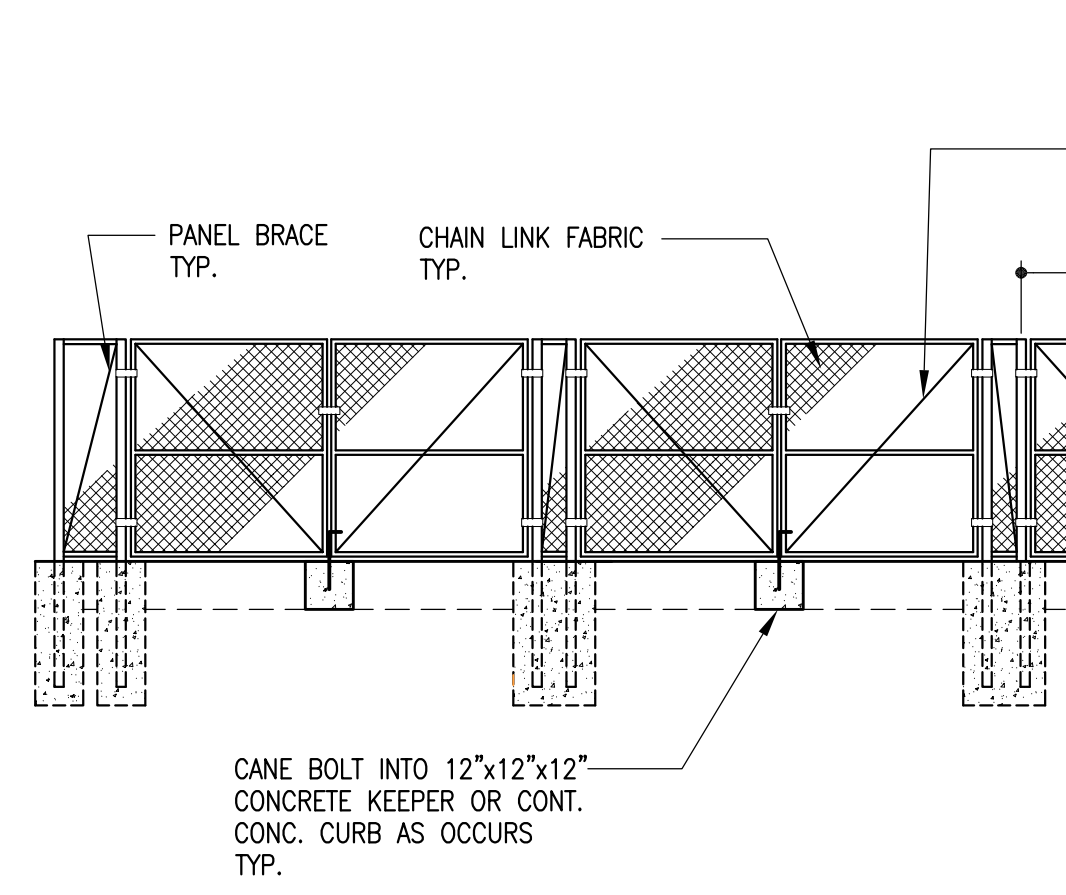 PANEL BRACE
TYP.
CHAIN LINK FABRIC
TYP.
CANE BOLT INTO 12"x12"x12"
CONCRETE KEEPER OR CONT.
CONC. CURB AS OCCURS
TYP.